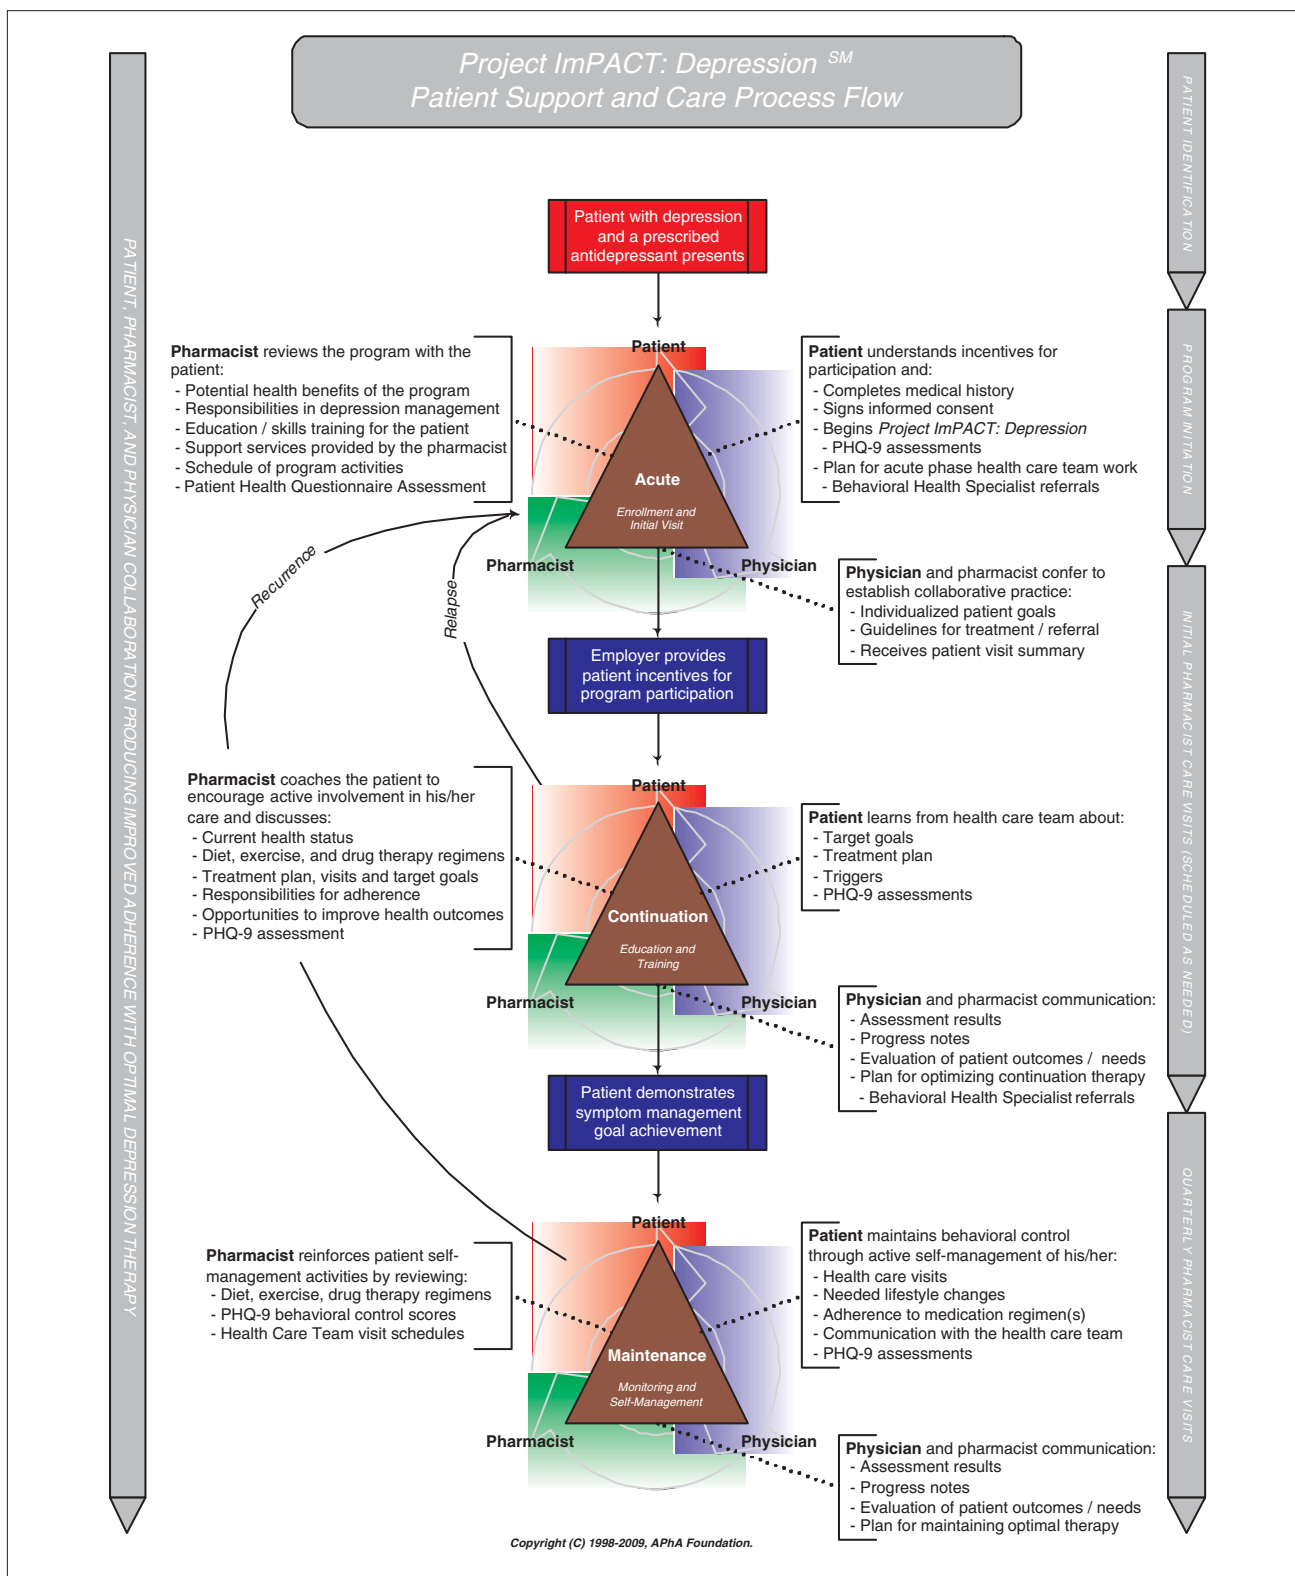 Project ImPACT: Depression SM
Patient Support and Care Process Flow
PATIENT, PHARMACIST, AND PHYSICIAN COLLABORATION PRODUCING IMPROVED ADHERENCE WITH OPTIMAL DEPRESSION THERAPY
PATIENT IDENTIFICATION
PROGRAM INITIATION
INITIAL PHARMACIST CARE VISITS (SCHEDULED AS NEEDED)
QUARTERLY PHARMACIST CARE VISITS
Patient with depression
and a prescribed
antidepressant presents
Pharmacist reviews the program with the
patient:
- Potential health benefits of the program
- Responsibilities in depression management
- Education / skills training for the patient
- Support services provided by the pharmacist
- Schedule of program activities
- Patient Health Questionnaire Assessment
Patient
Acute
Enrollment and
Initial Visit
Pharmacist
Physician
Patient understands incentives for
participation and:
- Completes medical history
- Signs informed consent
- Begins Project ImPACT: Depression
- PHQ-9 assessments
- Plan for acute phase health care team work
- Behavioral Health Specialist referrals
Physician and pharmacist confer to
establish collaborative practice:
- Individualized patient goals
- Guidelines for treatment / referral
- Receives patient visit summary
Recurrence
Relapse
Employer provides
patient incentives for
program participation
Pharmacist coaches the patient to
encourage active involvement in his/her
care and discusses:
- Current health status
- Diet, exercise, and drug therapy regimens
- Treatment plan, visits and target goals
- Responsibilities for adherence
- Opportunities to improve health outcomes
- PHQ-9 assessment
Patient
Continuation
Education and
Training
Pharmacist
Physician
Patient learns from health care team about:
- Target goals
- Treatment plan
- Triggers
- PHQ-9 assessments
Physician and pharmacist communication:
- Assessment results
- Progress notes
- Evaluation of patient outcomes / needs
- Plan for optimizing continuation therapy
- Behavioral Health Specialist referrals
Patient demonstrates
symptom management
goal achievement
Pharmacist reinforces patient self-
management activities by reviewing:
- Diet, exercise, drug therapy regimens
- PHQ-9 behavioral control scores
- Health Care Team visit schedules
Patient
Maintenance
Monitoring and
Self-Management
Pharmacist
Physician
Patient maintains behavioral control
through active self-management of his/her:
- Health care visits
- Needed lifestyle changes
- Adherence to medication regimen(s)
- Communication with the health care team
- PHQ-9 assessments
Physician and pharmacist communication:
- Assessment results
- Progress notes
- Evaluation of patient outcomes / needs
- Plan for maintaining optimal therapy
Copyright (C) 1998-2009, APhA Foundation.